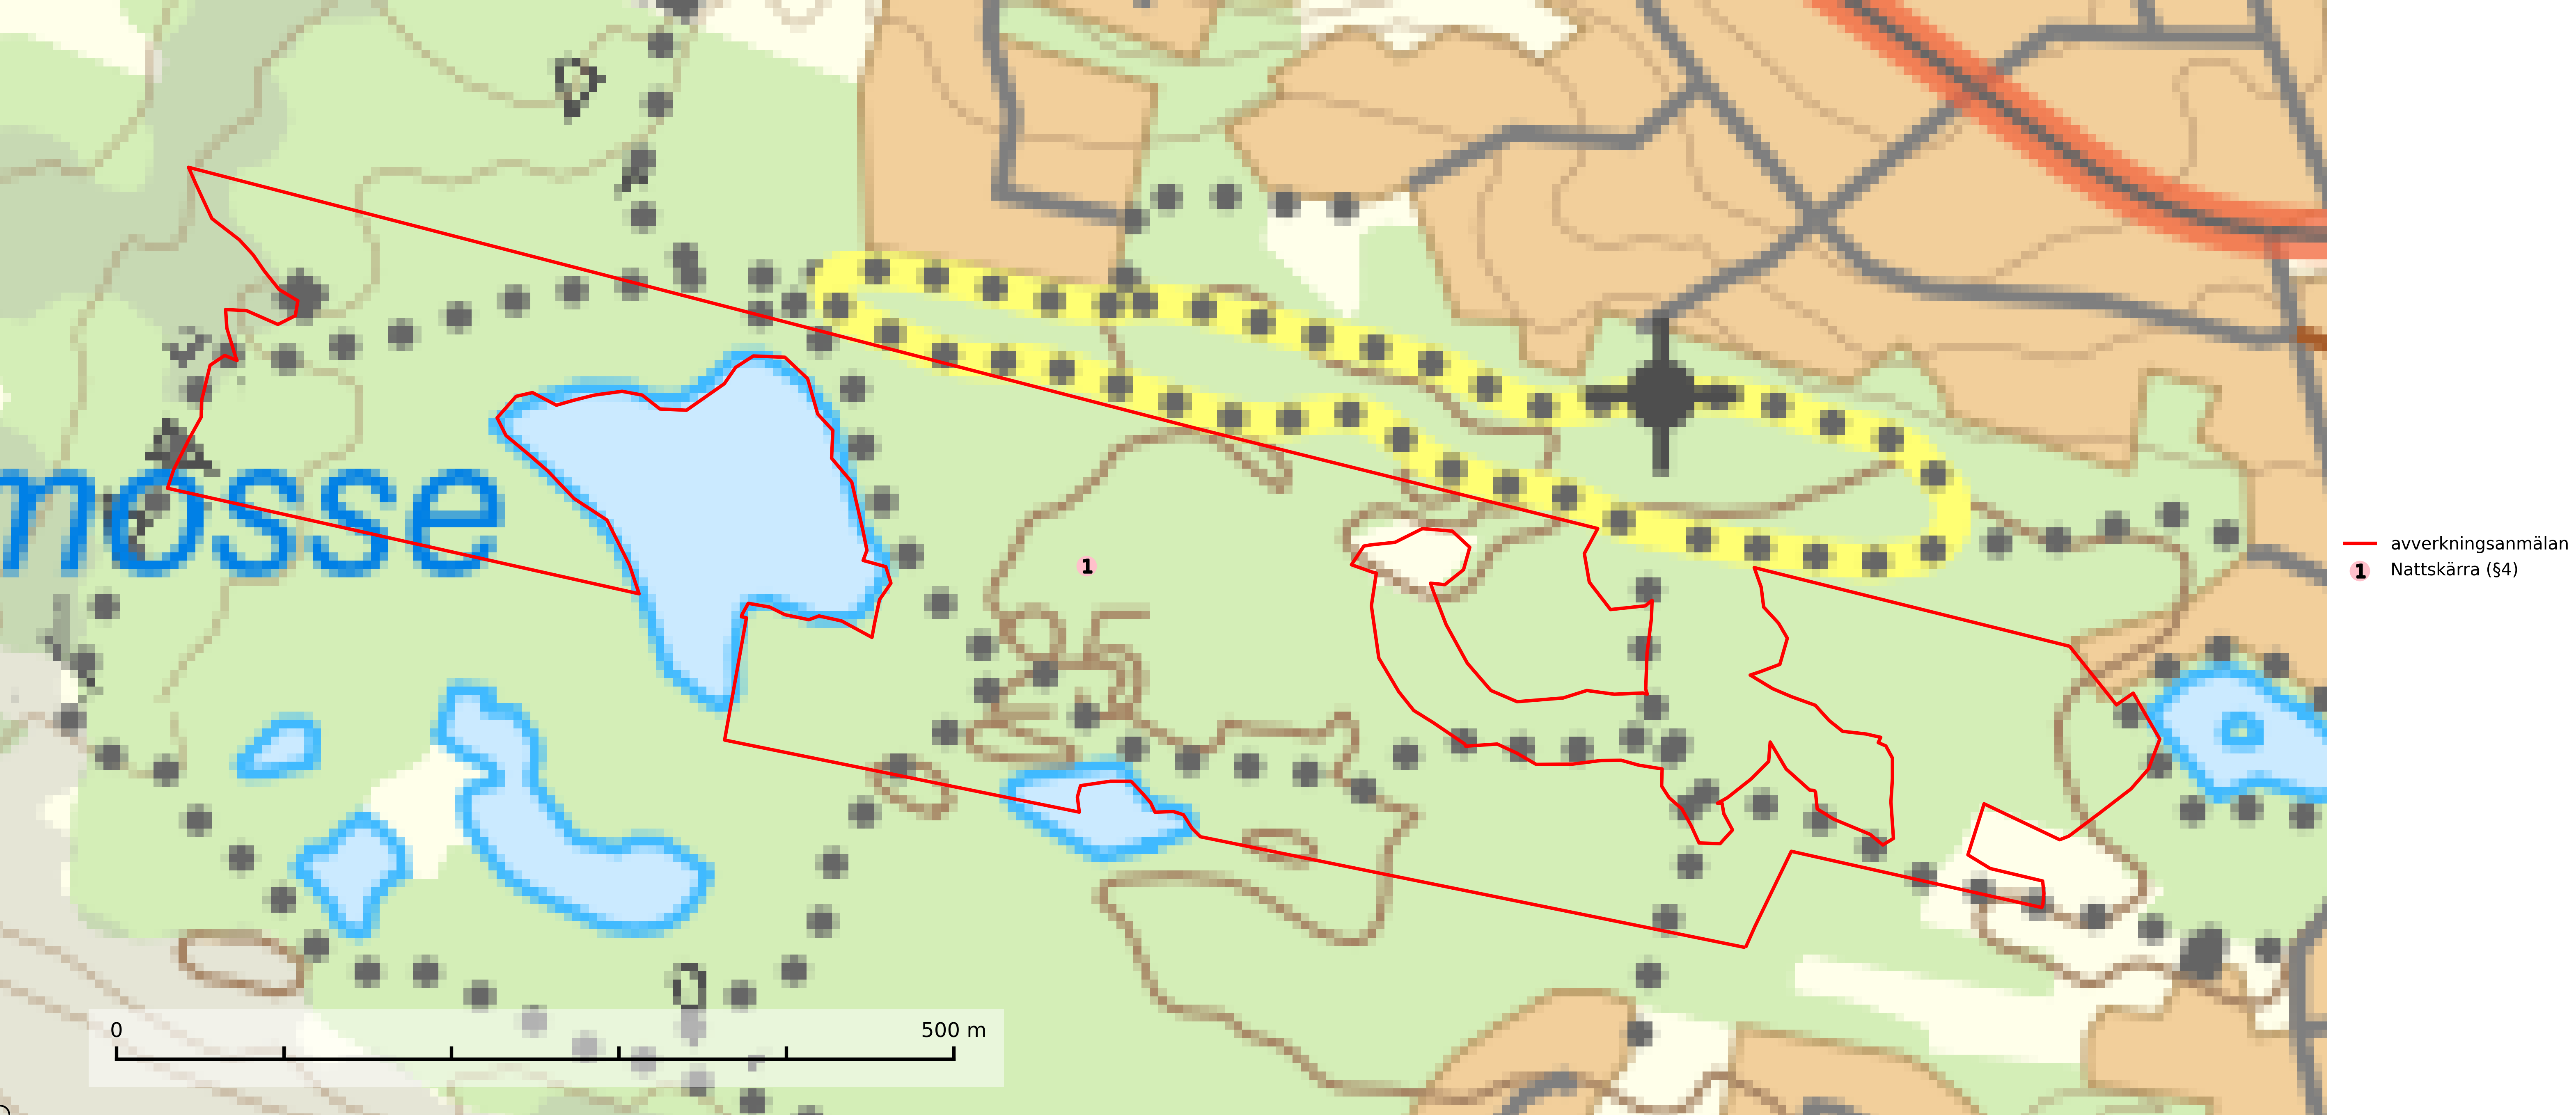 mosse
1
0 500 m
avverkningsanmälan
1 Nattskärra (§4)